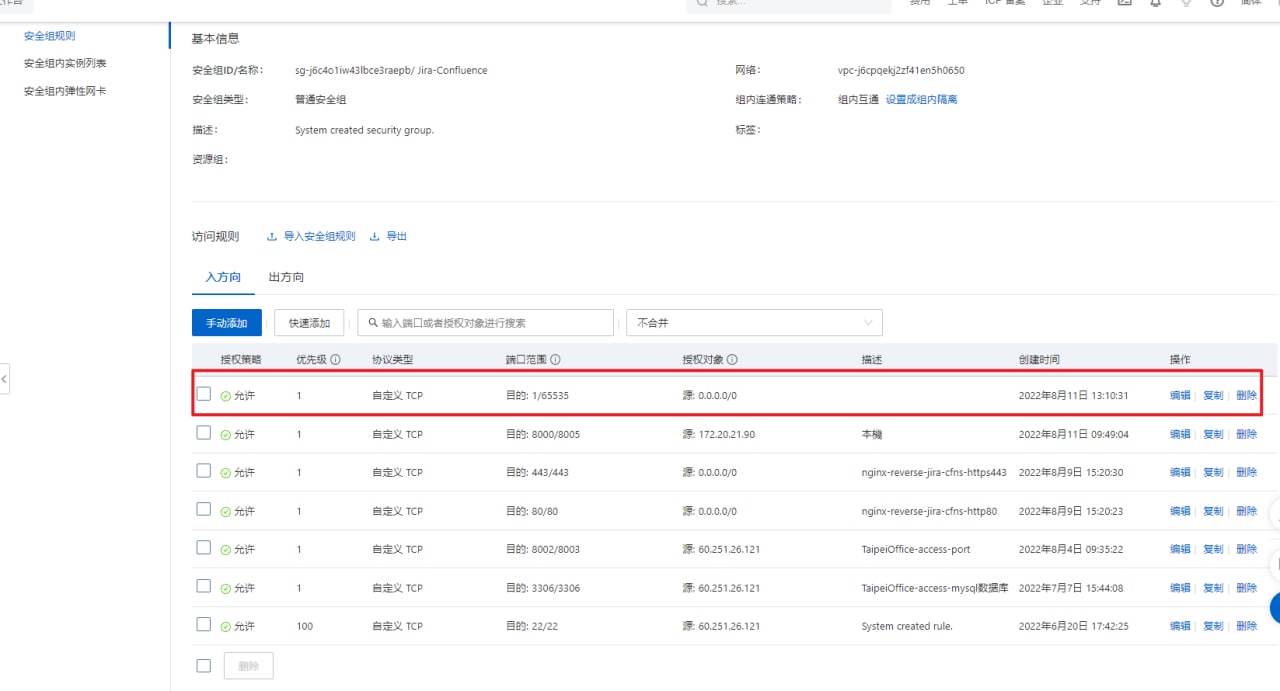 搜索...
费用 工单 ICP 备案 企业 支持 简体
安全组规则
安全组内实例列表
安全组内弹性网卡
基本信息
安全组ID/名称： sg-j6c4o1iw43lbce3raepb/ Jira-Confluence 网络： vpc-j6cpqekj2zf41en5h0650
安全组类型： 普通安全组 组内连通策略： 组内互通 设置成组内隔离
描述： System created security group. 标签：
资源组：
访问规则 导入安全组规则 导出
入方向 出方向
手动添加 快速添加 输入端口或者授权对象进行搜索 不合并
授权策略 优先级 协议类型 端口范围 授权对象 描述 创建时间 操作
允许 1 自定义 TCP 目的: 1/65535 源: 0.0.0.0/0 2022年8月11日 13:10:31 编辑 复制 删除
允许 1 自定义 TCP 目的: 8000/8005 源: 172.20.21.90 本機 2022年8月11日 09:49:04 编辑 复制 删除
允许 1 自定义 TCP 目的: 443/443 源: 0.0.0.0/0 nginx-reverse-jira-cfns-https443 2022年8月9日 15:20:30 编辑 复制 删除
允许 1 自定义 TCP 目的: 80/80 源: 0.0.0.0/0 nginx-reverse-jira-cfns-http80 2022年8月9日 15:20:23 编辑 复制 删除
允许 1 自定义 TCP 目的: 8002/8003 源: 60.251.26.121 TaipeiOffice-access-port 2022年8月4日 09:35:22 编辑 复制 删除
允许 1 自定义 TCP 目的: 3306/3306 源: 60.251.26.121 TaipeiOffice-access-mysql数据库 2022年7月7日 15:44:08 编辑 复制 删除
允许 100 自定义 TCP 目的: 22/22 源: 60.251.26.121 System created rule. 2022年6月20日 17:42:25 编辑 复制 删除
删除